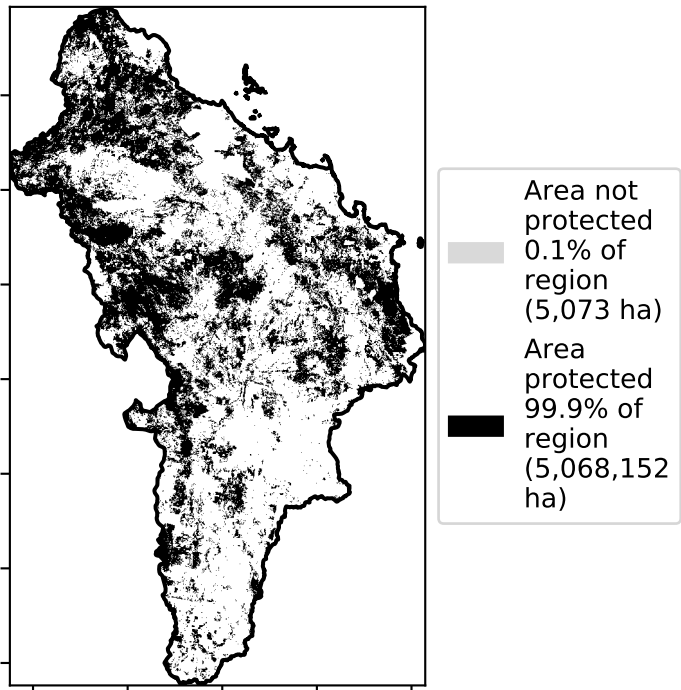 Area not
protected
0.1% of
region
(5,073 ha)
Area
protected
99.9% of
region
(5,068,152
ha)